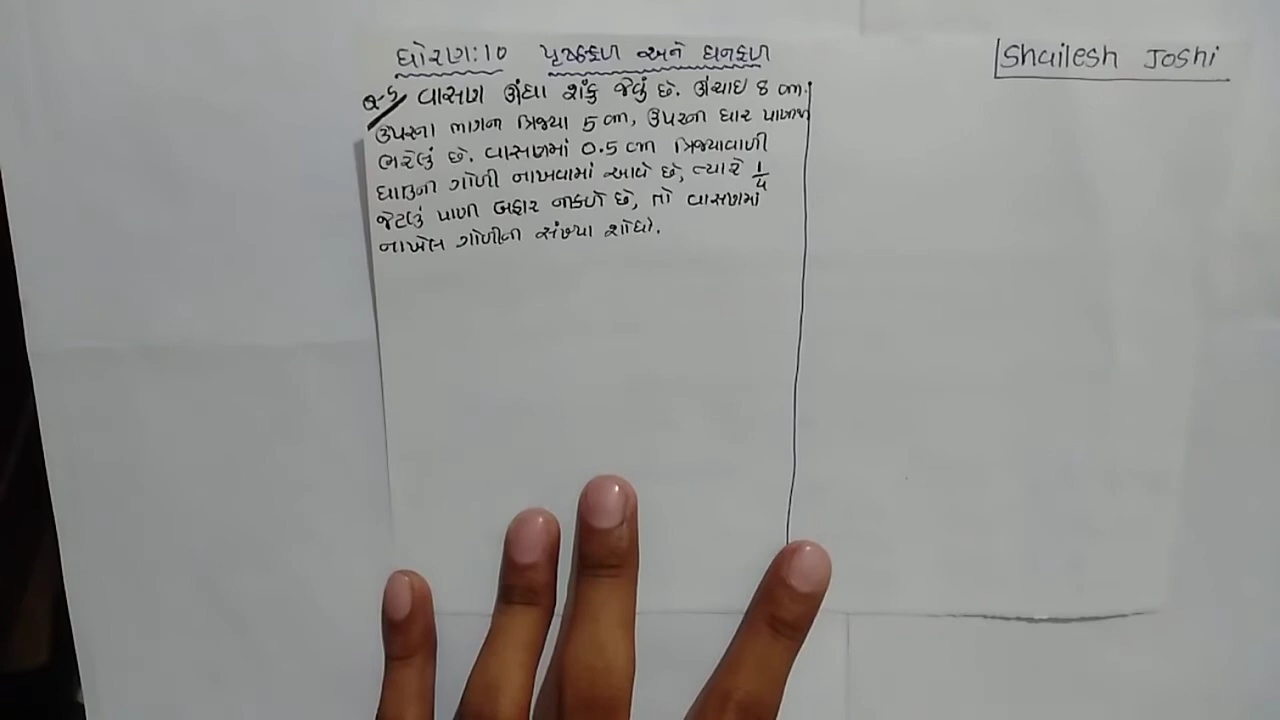 ધોરણ:10 પૃષ્ઠફળ અને ઘનફળ
Shailesh Joshi
Q-5 વાસણ ઊંધા શંકુ જેવું છે. ઊંચાઇ 8 cm.
ઉપરના ભાગના ત્રિજ્યા 5 cm, ઉપરની ધાર પાણી
ભરેલું છે. વાસણમાં 0.5 cm ત્રિજ્યાવાળી
ધાતુની ગોળી નાખવામાં આવે છે, ત્યારે 1/4
જેટલું પાણી બહાર નીકળે છે, તો વાસણમાં
નાખેલ ગોળીની સંખ્યા શોધો.